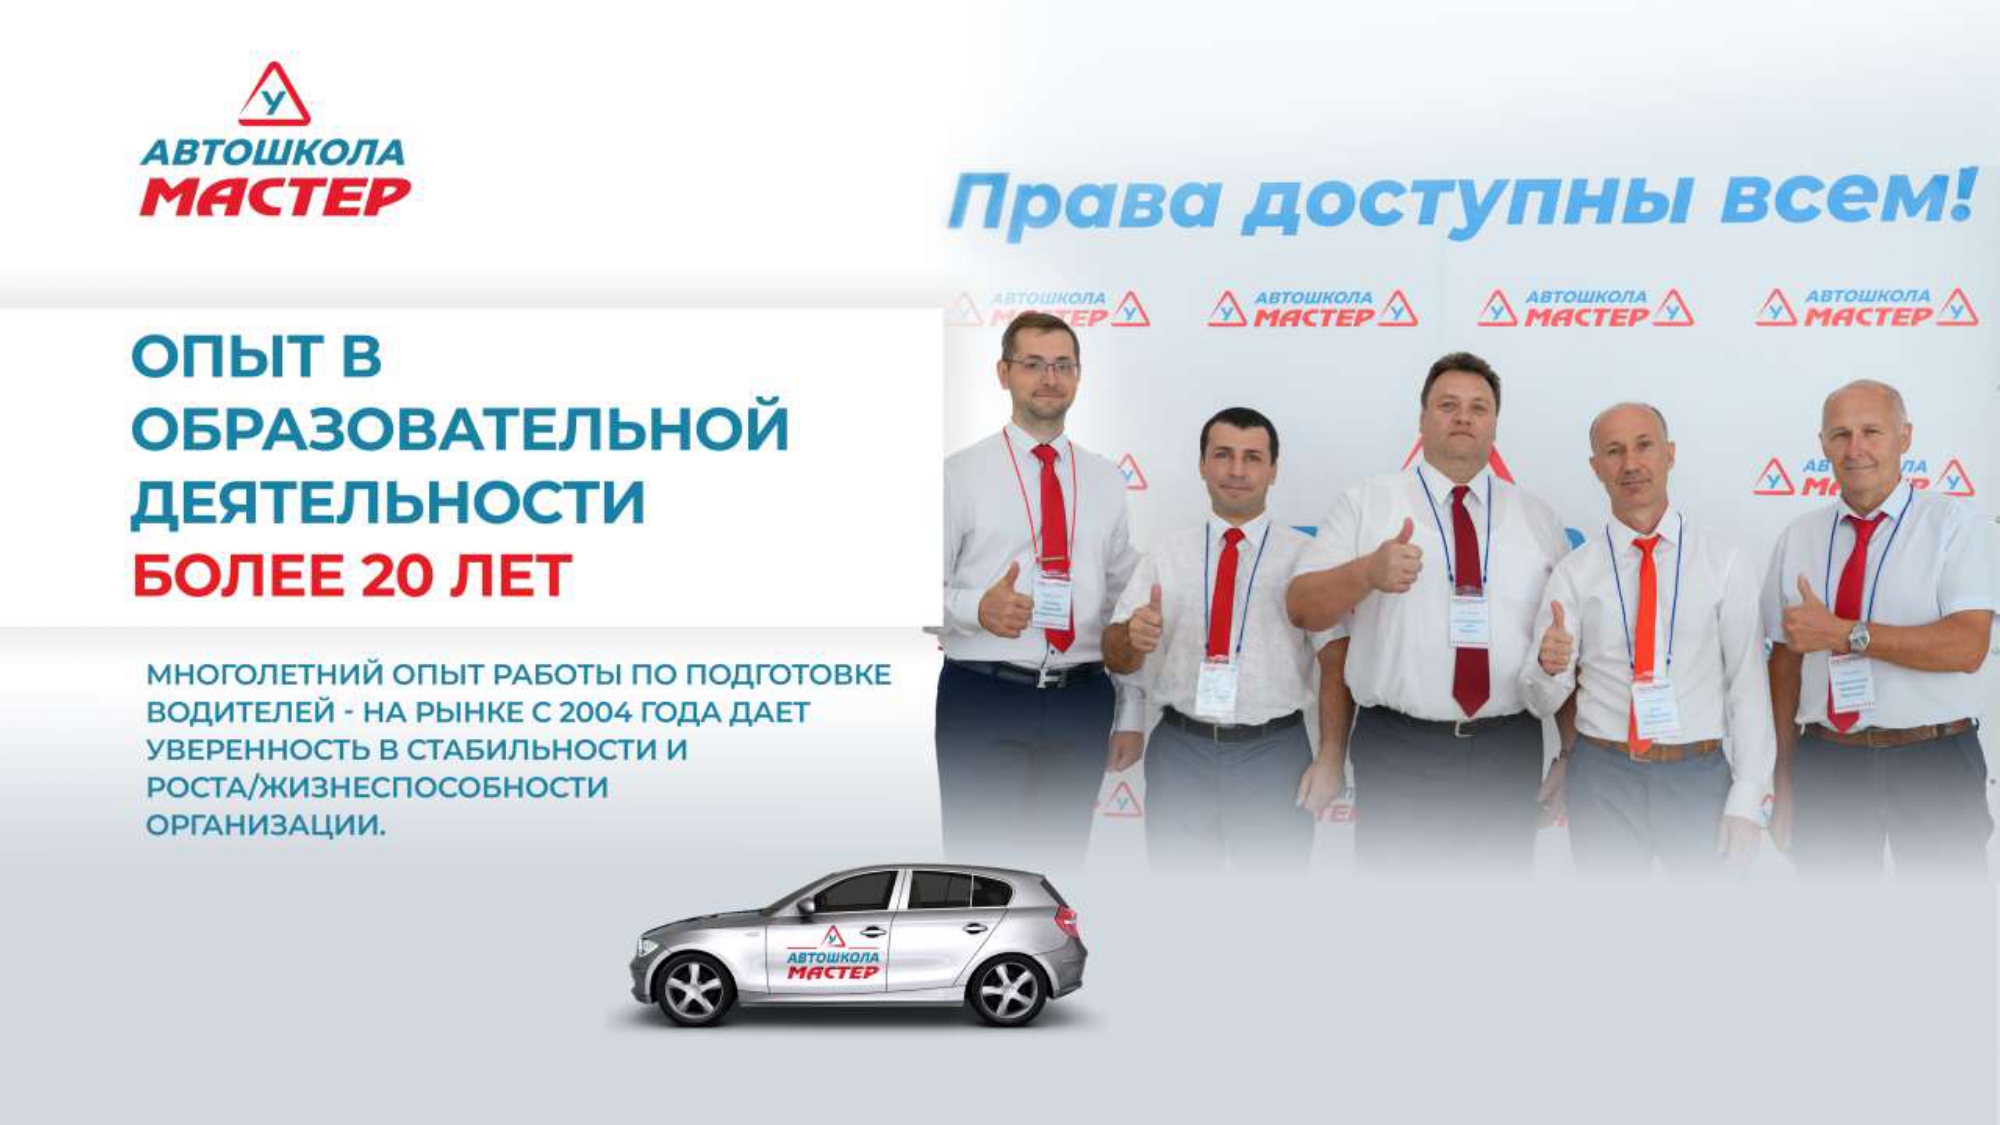 У
АВТОШКОЛА
МАСТЕР
Права доступны всем!
АВТОШКОЛА У АВТОШКОЛА У АВТОШКОЛА У АВТОШКОЛА У
У МАСТЕР У МАСТЕР У МАСТЕР
ОПЫТ В
ОБРАЗОВАТЕЛЬНОЙ
ДЕЯТЕЛЬНОСТИ
БОЛЕЕ 20 ЛЕТ
МНОГОЛЕТНИЙ ОПЫТ РАБОТЫ ПО ПОДГОТОВКЕ
ВОДИТЕЛЕЙ - НА РЫНКЕ С 2004 ГОДА ДАЕТ
УВЕРЕННОСТЬ В СТАБИЛЬНОСТИ И
РОСТА/ЖИЗНЕСПОСОБНОСТИ
ОРГАНИЗАЦИИ.
У
АВТОШКОЛА
МАСТЕР